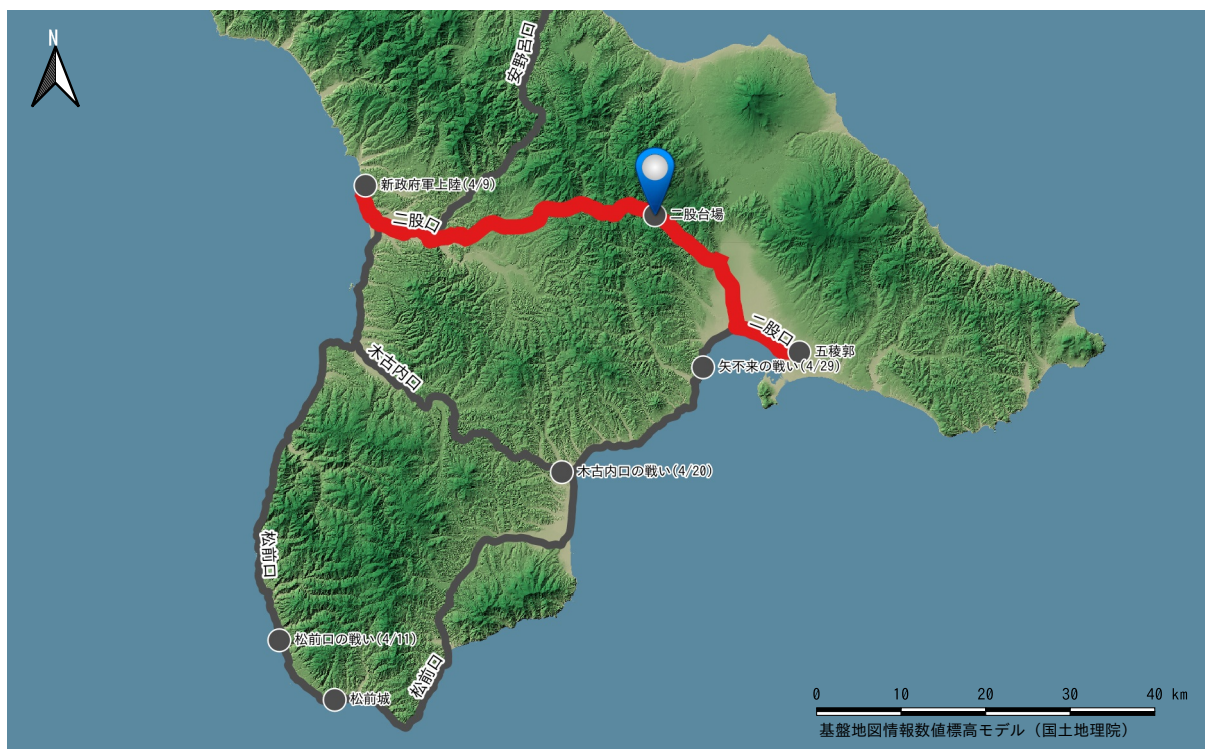 N
安野呂口
新政府軍上陸(4/9)
二股口
二股台場
二股口
五稜郭
矢不来の戦い(4/29)
木古内口
木古内口の戦い(4/20)
松前口
松前口の戦い(4/11)
松前口
松前城
0 10 20 30 40 km
基盤地図情報数値標高モデル（国土地理院）